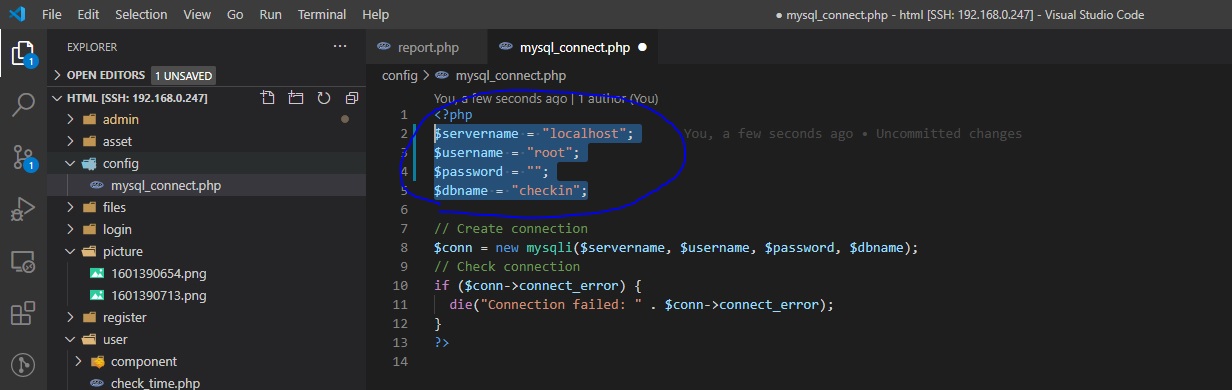 File Edit Selection View Go Run Terminal Help ● mysql_connect.php - html [SSH: 192.168.0.247] - Visual Studio Code
EXPLORER ···
OPEN EDITORS 1 UNSAVED
HTML [SSH: 192.168.0.247]
admin
asset
config
mysql_connect.php
files
login
picture
1601390654.png
1601390713.png
register
user
component
check_time.php
1
1
report.php mysql_connect.php ●
config > mysql_connect.php
You, a few seconds ago | 1 author (You)
1 <?php
2 $servername = "localhost"; You, a few seconds ago • Uncommitted changes
3 $username = "root";
4 $password = "";
5 $dbname = "checkin";
6
7 // Create connection
8 $conn = new mysqli($servername, $username, $password, $dbname);
9 // Check connection
10 if ($conn->connect_error) {
11 die("Connection failed: " . $conn->connect_error);
12 }
13 ?>
14